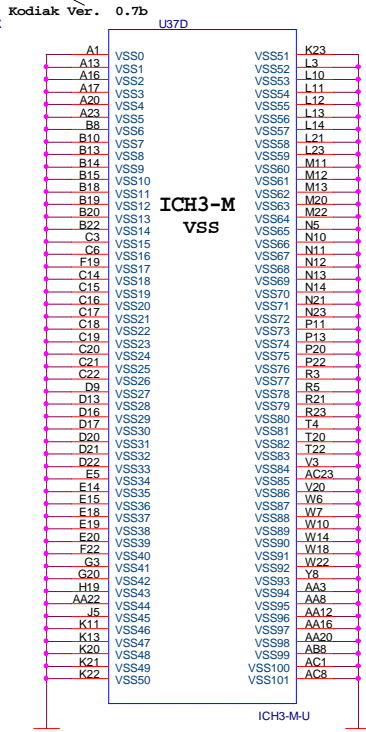 Kodiak Ver. 0.7b
U37D
A1 VSS0 VSS51 K23
A13 VSS1 VSS52 L3
A16 VSS2 VSS53 L10
A17 VSS3 VSS54 L11
A20 VSS4 VSS55 L12
A23 VSS5 VSS56 L13
B8 VSS6 VSS57 L14
B10 VSS7 VSS58 L21
B13 VSS8 VSS59 L23
B14 VSS9 VSS60 M11
B15 VSS10 VSS61 M12
B18 VSS11 VSS62 M13
B19 VSS12 VSS63 M20
B20 VSS13 VSS64 M22
B22 VSS14 VSS65 N5
C3 VSS15 VSS66 N10
C6 VSS16 VSS67 N11
F19 VSS17 VSS68 N12
C14 VSS18 VSS69 N13
C15 VSS19 VSS70 N14
C16 VSS20 VSS71 N21
C17 VSS21 VSS72 N23
C18 VSS22 VSS73 P11
C19 VSS23 VSS74 P13
C20 VSS24 VSS75 P20
C21 VSS25 VSS76 P22
C22 VSS26 VSS77 R3
D9 VSS27 VSS78 R5
D13 VSS28 VSS79 R21
D16 VSS29 VSS80 R23
D17 VSS30 VSS81 T4
D20 VSS31 VSS82 T20
D21 VSS32 VSS83 T22
D22 VSS33 VSS84 V3
E5 VSS34 VSS85 AC23
E14 VSS35 VSS86 V20
E15 VSS36 VSS87 W6
E18 VSS37 VSS88 W7
E19 VSS38 VSS89 W10
E20 VSS39 VSS90 W14
F22 VSS40 VSS91 W18
G3 VSS41 VSS92 W22
G20 VSS42 VSS93 Y8
H19 VSS43 VSS94 AA3
AA22 VSS44 VSS95 AA8
J5 VSS45 VSS96 AA12
K11 VSS46 VSS97 AA16
K13 VSS47 VSS98 AA20
K20 VSS48 VSS99 AB8
K21 VSS49 VSS100 AC1
K22 VSS50 VSS101 AC8
ICH3-M
VSS
ICH3-M-U